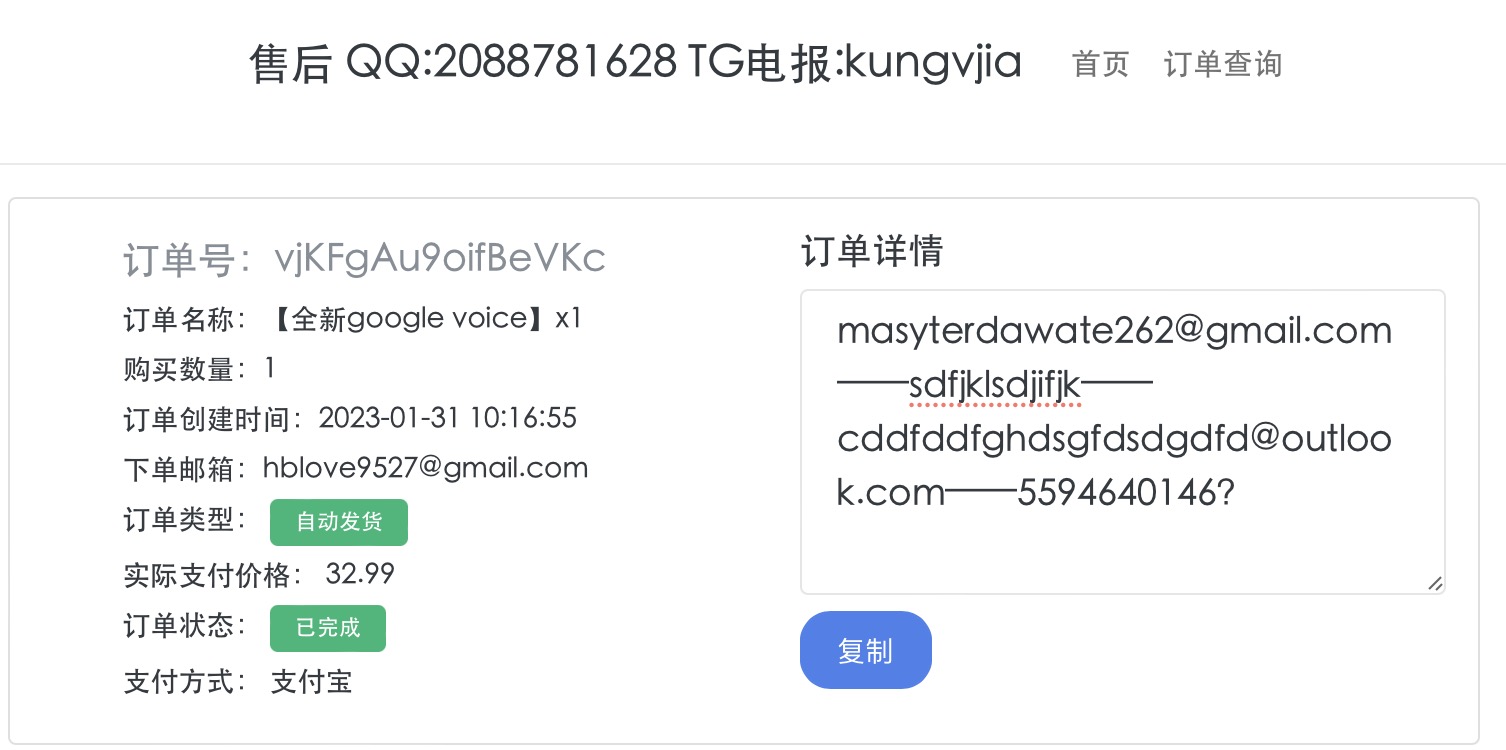 售后 QQ:2088781628 TG电报:kungvjia 首页 订单查询
订单号：vjKFgAu9oifBeVKc
订单名称：【全新google voice】x1
购买数量：1
订单创建时间：2023-01-31 10:16:55
下单邮箱：hblove9527@gmail.com
订单类型：自动发货
实际支付价格：32.99
订单状态：已完成
支付方式：支付宝
订单详情
masyterdawate262@gmail.com
——sdfjklsdjifjk——
cddfddfghdsgfdsdgdfd@outloo
k.com——5594640146?
复制